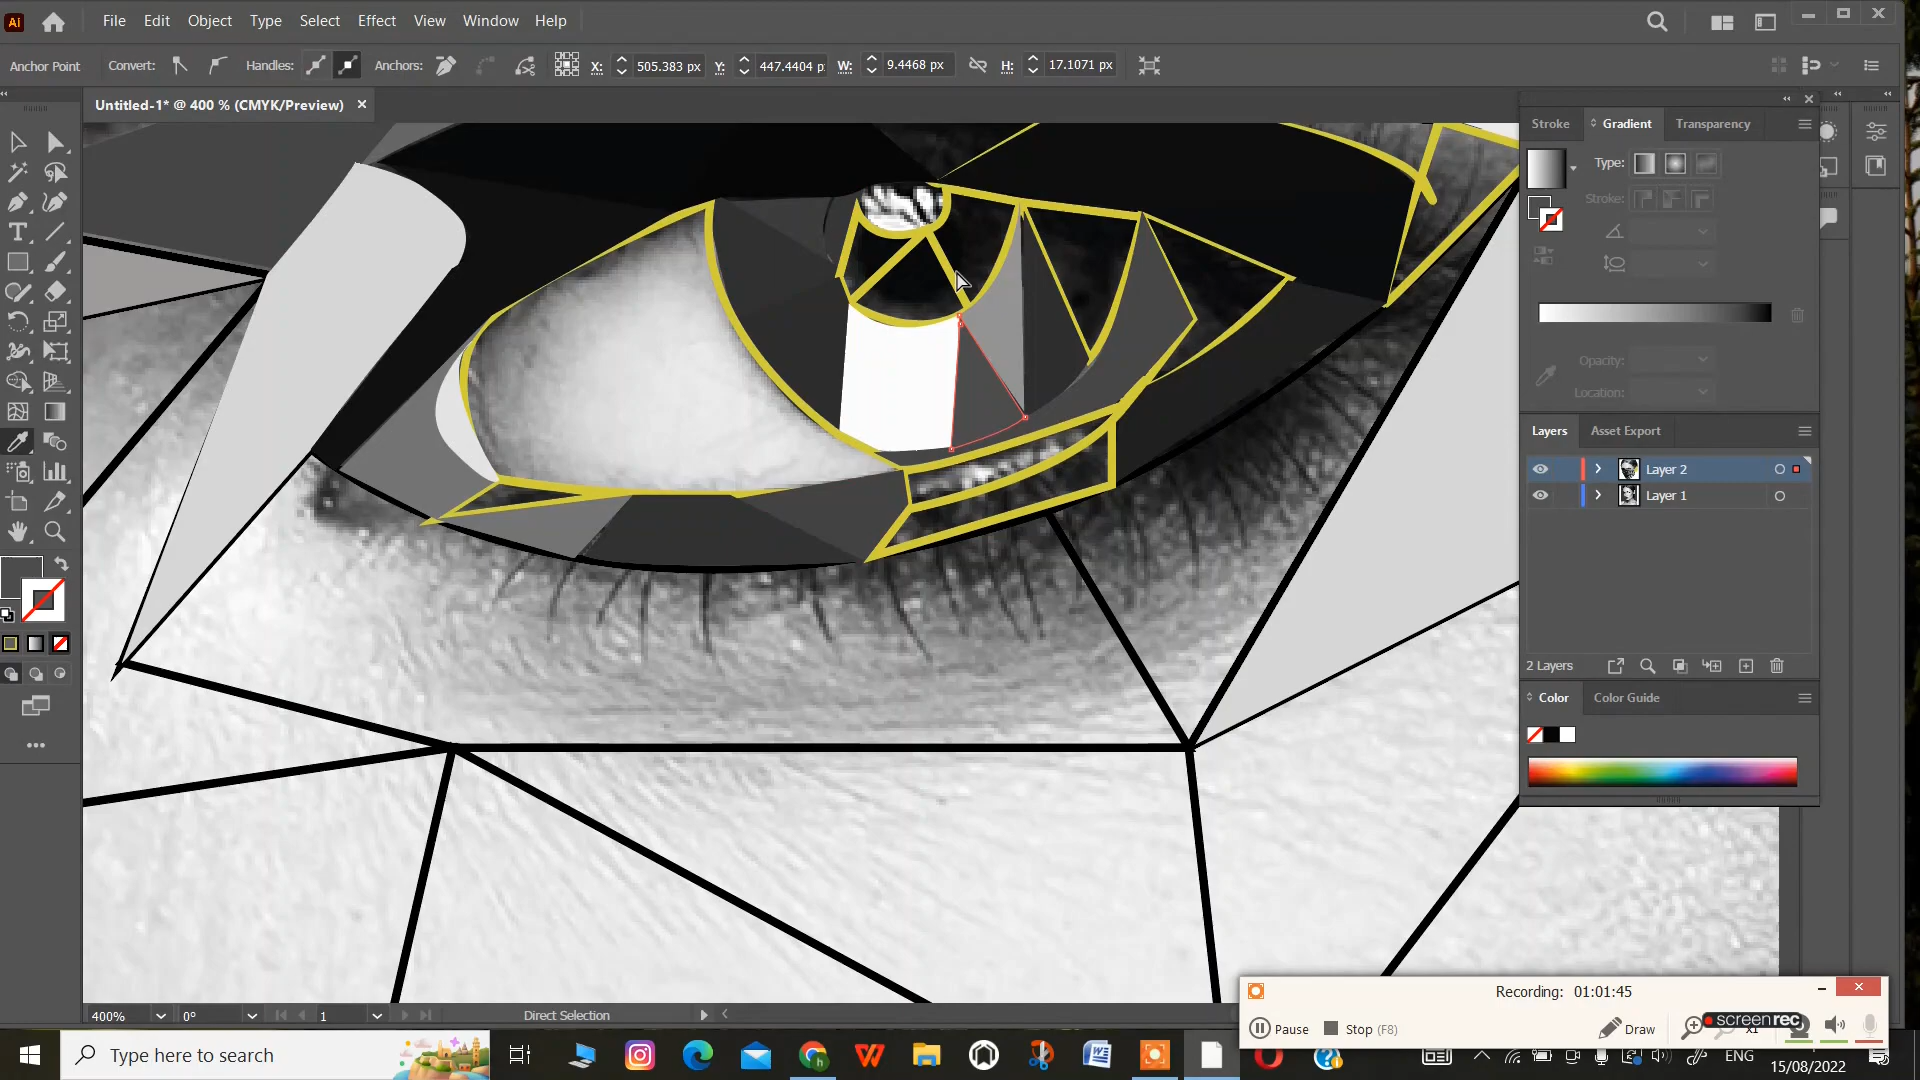 Ai File Edit Object Type Select Effect View Window Help
Anchor Point Convert: Handles: Anchors: X: 505.383 px Y: 447.4404 p W: 9.4468 px H: 17.1071 px
Untitled-1* @ 400 % (CMYK/Preview)
Stroke Gradient Transparency
Type:
Stroke:
Opacity:
Location:
Layers Asset Export
Layer 2
Layer 1
2 Layers
Color Color Guide
400% 0° 1 Direct Selection
Recording: 01:01:45
Pause Stop (F8) Draw x1
screenrec
Type here to search
ENG
15/08/2022